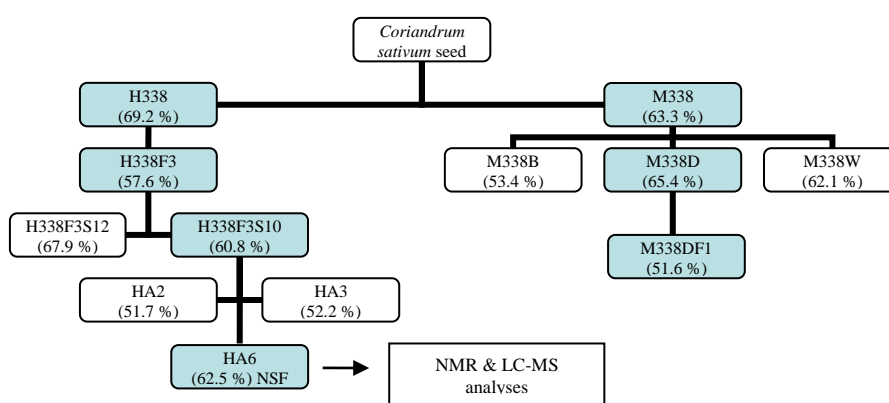 Coriandrum
sativum seed
H338
(69.2 %)
M338
(63.3 %)
H338F3
(57.6 %)
M338B
(53.4 %)
M338D
(65.4 %)
M338W
(62.1 %)
H338F3S12
(67.9 %)
H338F3S10
(60.8 %)
M338DF1
(51.6 %)
HA2
(51.7 %)
HA3
(52.2 %)
HA6
(62.5 %) NSF
NMR & LC-MS
analyses